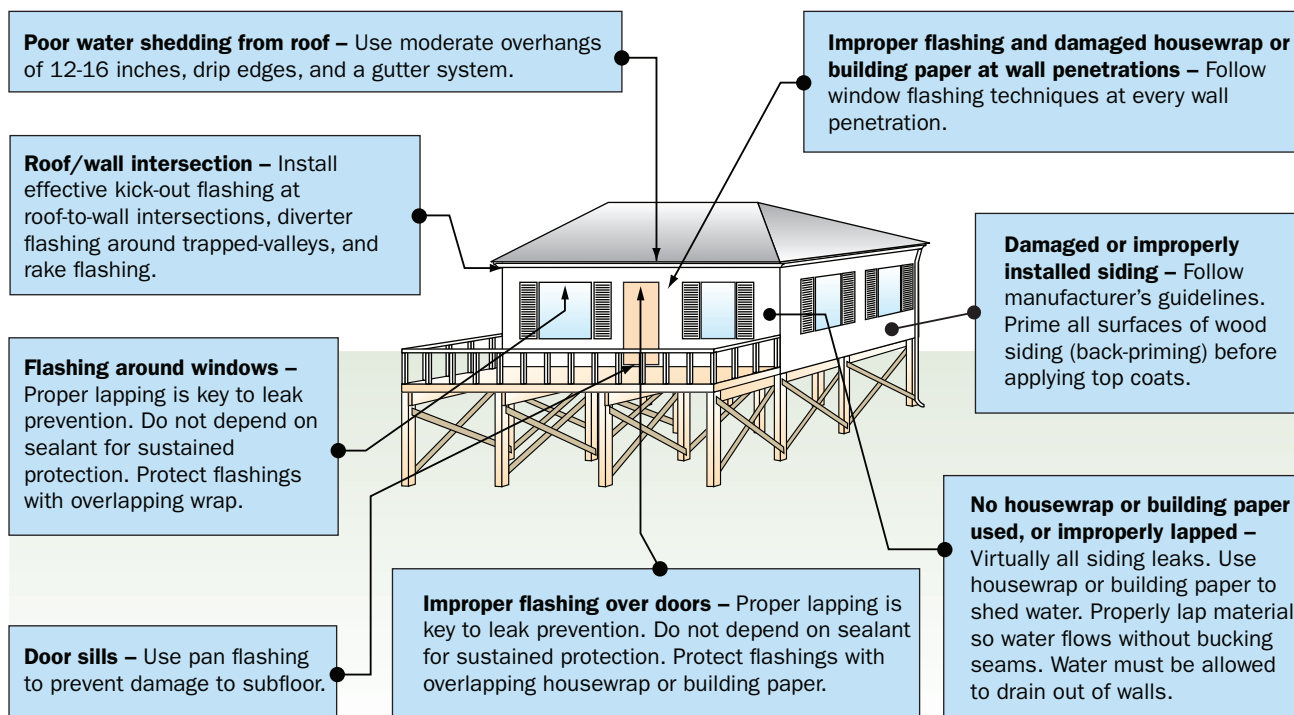 Poor water shedding from roof – Use moderate overhangs
of 12-16 inches, drip edges, and a gutter system.
Improper flashing and damaged housewrap or
building paper at wall penetrations – Follow
window flashing techniques at every wall
penetration.
Roof/wall intersection – Install
effective kick-out flashing at
roof-to-wall intersections, diverter
flashing around trapped-valleys, and
rake flashing.
Damaged or improperly
installed siding – Follow
manufacturer’s guidelines.
Prime all surfaces of wood
siding (back-priming) before
applying top coats.
Flashing around windows –
Proper lapping is key to leak
prevention. Do not depend on
sealant for sustained
protection. Protect flashings
with overlapping wrap.
No housewrap or building paper
used, or improperly lapped –
Virtually all siding leaks. Use
housewrap or building paper to
shed water. Properly lap material
so water flows without bucking
seams. Water must be allowed
to drain out of walls.
Improper flashing over doors – Proper lapping is
key to leak prevention. Do not depend on sealant
for sustained protection. Protect flashings with
overlapping housewrap or building paper.
Door sills – Use pan flashing
to prevent damage to subfloor.